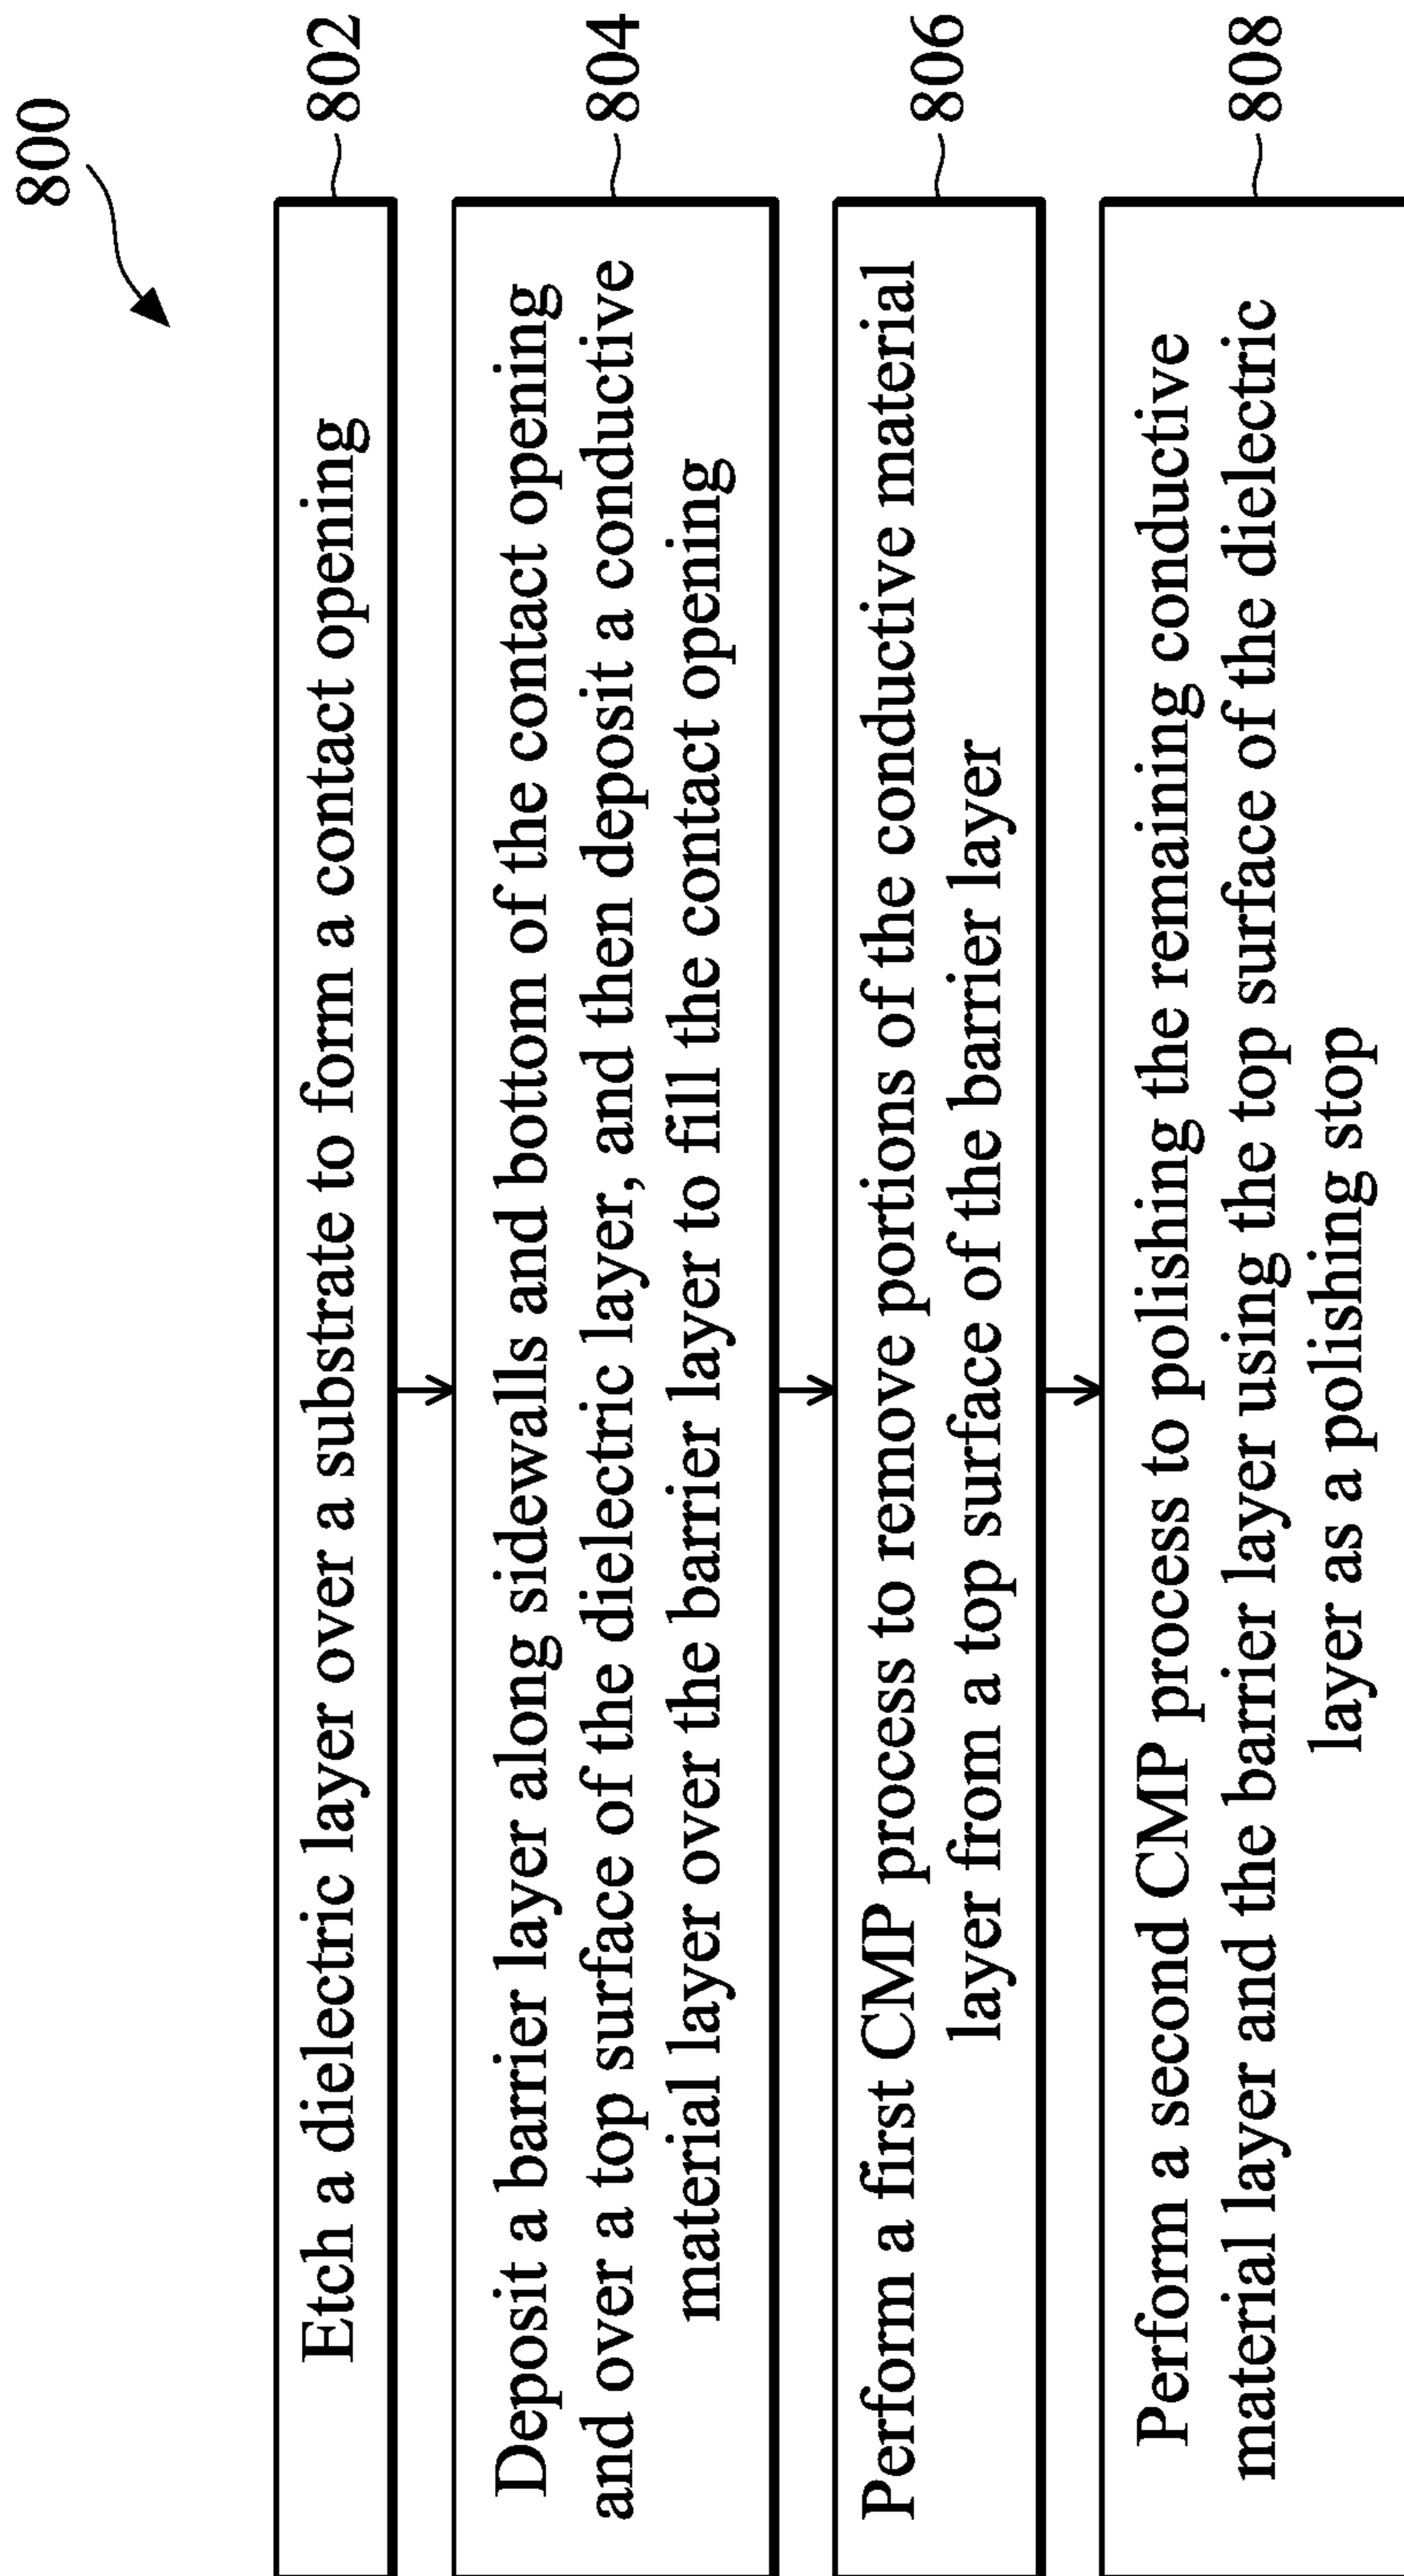 800
Etch a dielectric layer over a substrate to form a contact opening
802
Deposit a barrier layer along sidewalls and bottom of the contact opening
and over a top surface of the dielectric layer, and then deposit a conductive
material layer over the barrier layer to fill the contact opening
804
Perform a first CMP process to remove portions of the conductive material
layer from a top surface of the barrier layer
806
Perform a second CMP process to polishing the remaining conductive
material layer and the barrier layer using the top surface of the dielectric
layer as a polishing stop
808